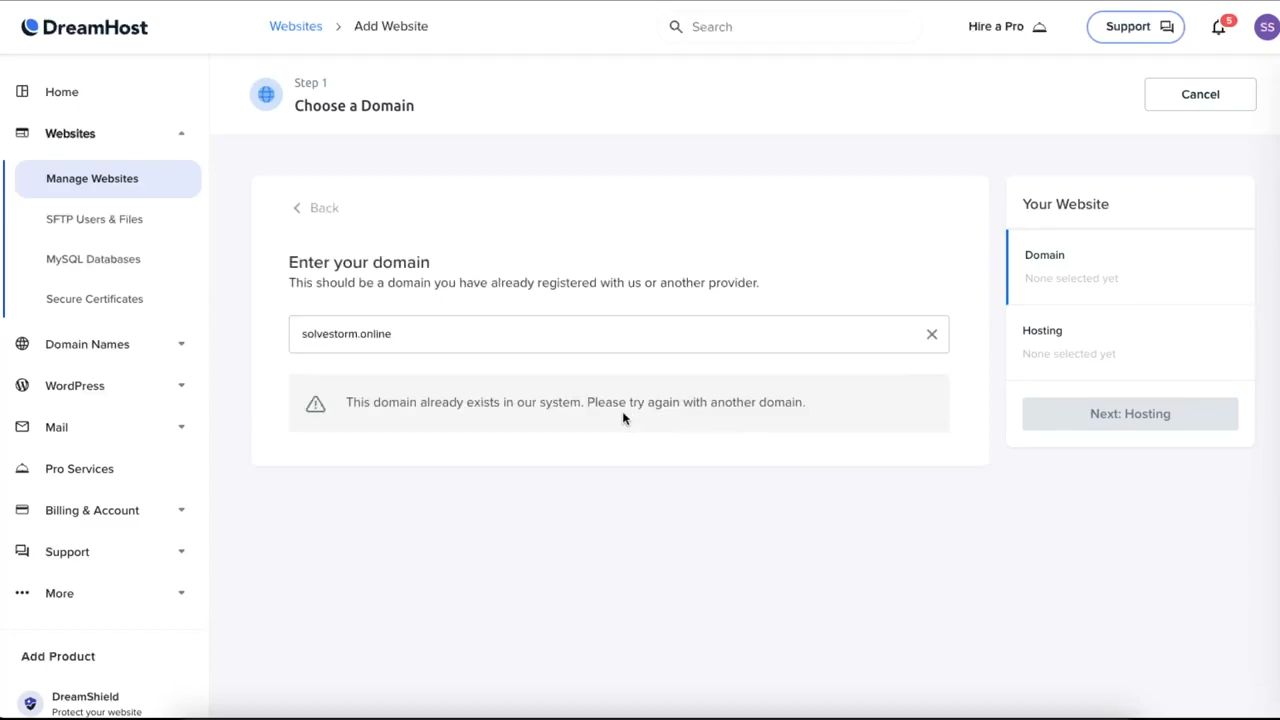 DreamHost
Websites > Add Website
Search
Hire a Pro
Support
5
SS
Home
Websites
Manage Websites
SFTP Users & Files
MySQL Databases
Secure Certificates
Domain Names
WordPress
Mail
Pro Services
Billing & Account
Support
More
Add Product
DreamShield
Protect your website
Step 1
Choose a Domain
Cancel
Back
Enter your domain
This should be a domain you have already registered with us or another provider.
solvestorm.online
This domain already exists in our system. Please try again with another domain.
Your Website
Domain
None selected yet
Hosting
None selected yet
Next: Hosting